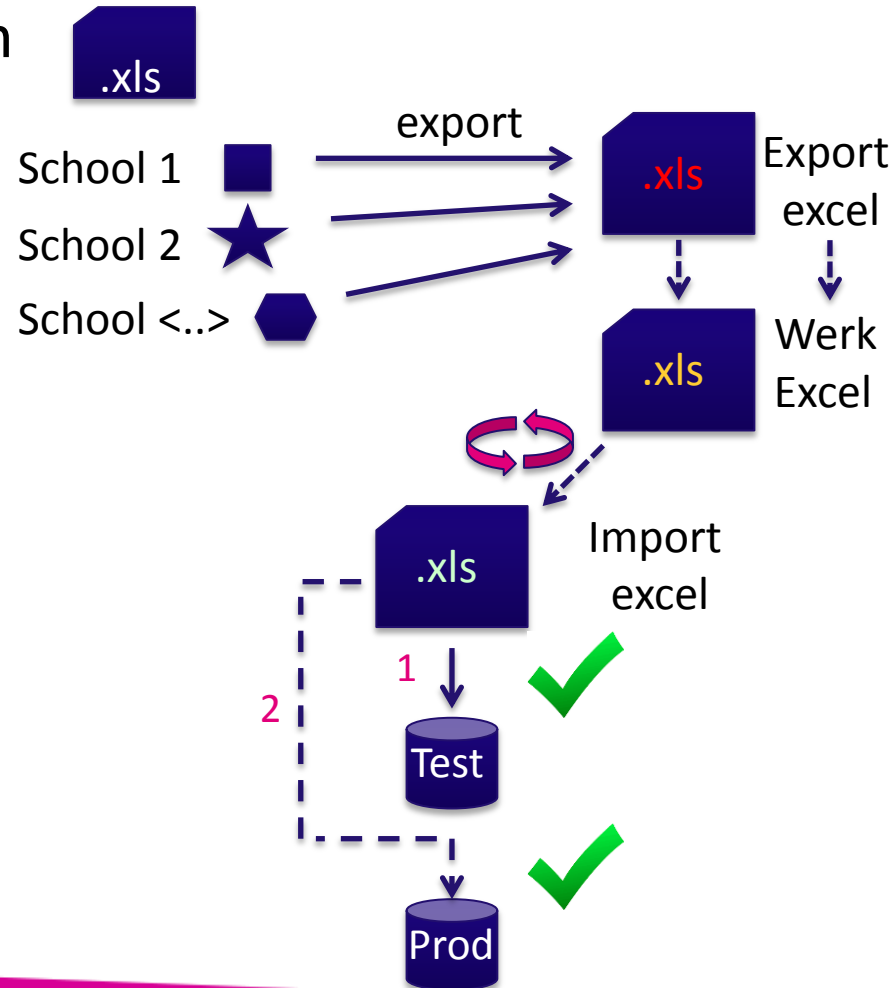 .xls
School 1
export
.xls
Export
excel
School 2
School <..>
.xls
Werk
Excel
.xls
Import
excel
1
2
Test
Prod